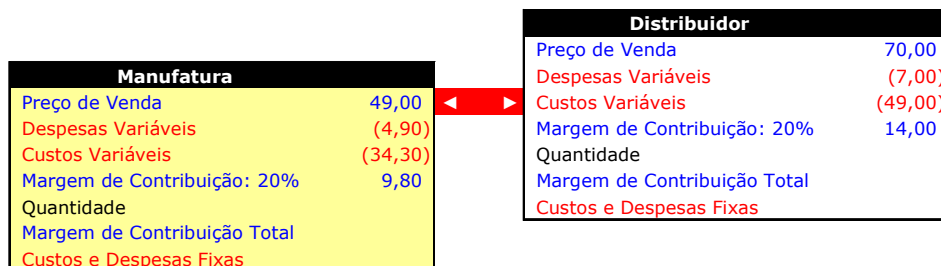 Manufatura
Preço de Venda 49,00
Despesas Variáveis (4,90)
Custos Variáveis (34,30)
Margem de Contribuição: 20% 9,80
Quantidade
Margem de Contribuição Total
Custos e Despesas Fixas
Distribuidor
Preço de Venda 70,00
Despesas Variáveis (7,00)
Custos Variáveis (49,00)
Margem de Contribuição: 20% 14,00
Quantidade
Margem de Contribuição Total
Custos e Despesas Fixas